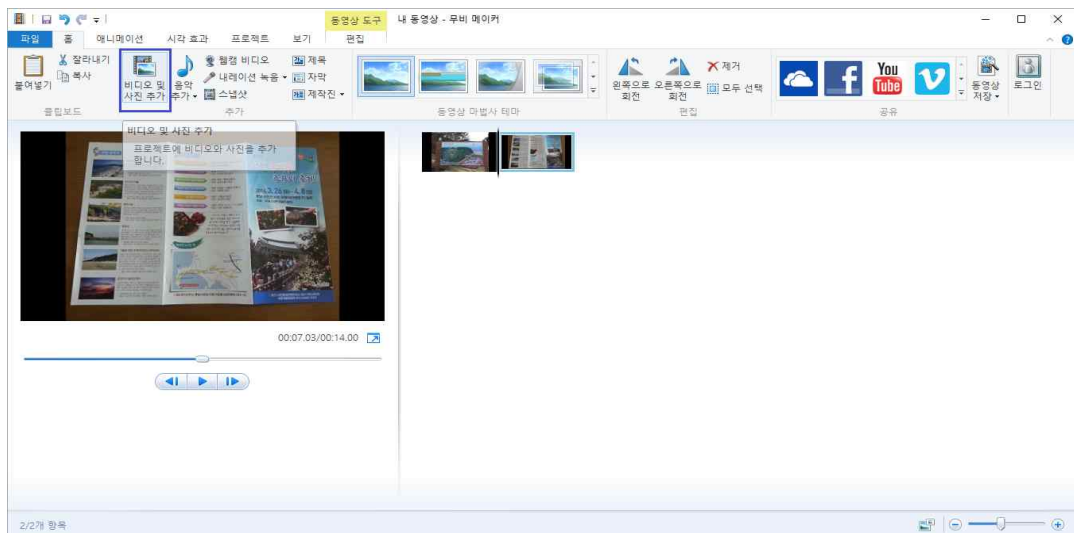 동영상 도구
내 동영상 - 무비 메이커
파일 홈 애니메이션 시각 효과 프로젝트 보기 편집
붙여넣기
잘라내기
복사
클립보드
비디오 및
사진 추가
음악
추가
웹캠 비디오
내레이션 녹음
스냅샷
제목
자막
제작진
추가
동영상 마법사 테마
왼쪽으로
회전
오른쪽으로
회전
제거
모두 선택
편집
You
Tube
공유
동영상
저장
로그인
비디오 및 사진 추가
프로젝트에 비디오와 사진을 추가
합니다.
00:07.03/00:14.00
2/2개 항목